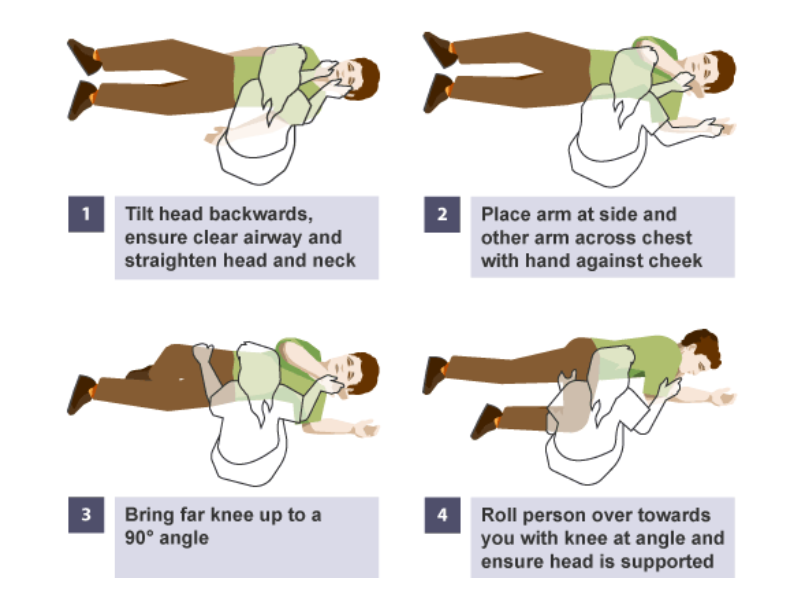 1
Tilt head backwards,
ensure clear airway and
straighten head and neck
2
Place arm at side and
other arm across chest
with hand against cheek
3
Bring far knee up to a
90° angle
4
Roll person over towards
you with knee at angle and
ensure head is supported